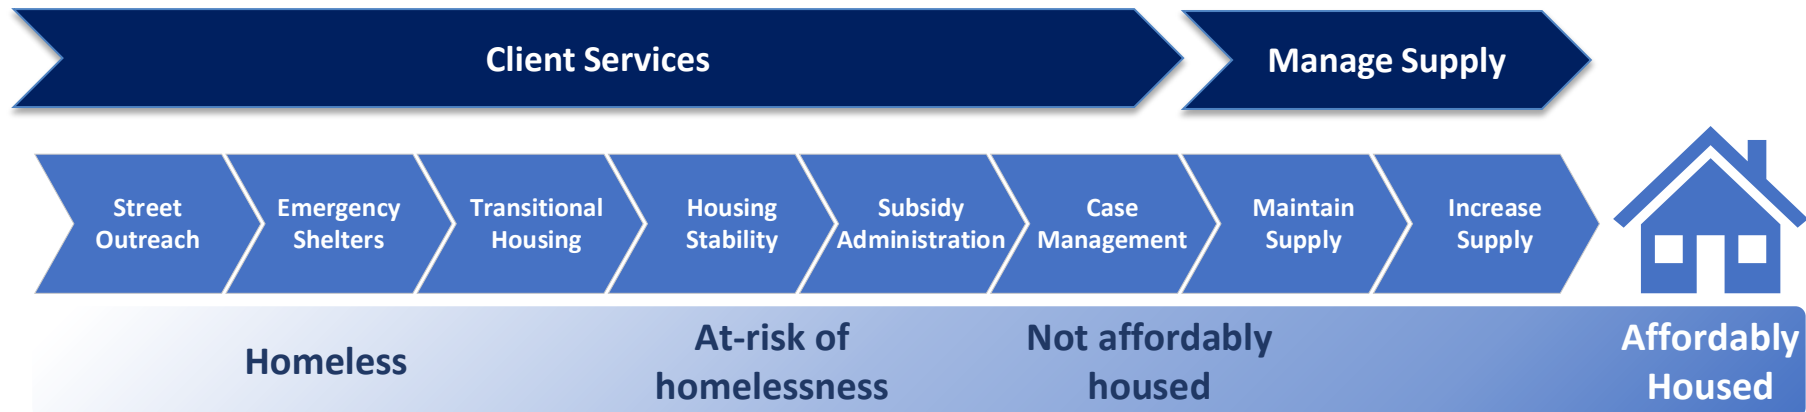 Client Services
Manage Supply
Street
Outreach
Emergency
Shelters
Transitional
Housing
Housing
Stability
Subsidy
Administration
Case
Management
Maintain
Supply
Increase
Supply
Homeless
At-risk of
homelessness
Not affordably
housed
Affordably
Housed